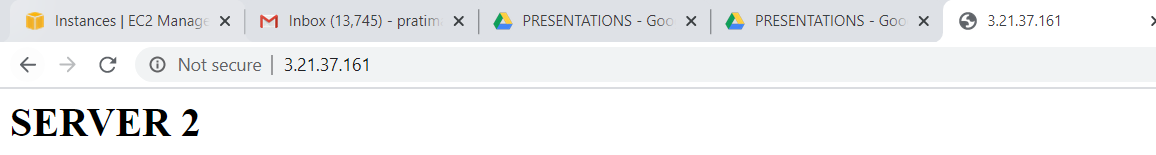 Instances | EC2 Manage
Inbox (13,745) - pratim
PRESENTATIONS - Goo
PRESENTATIONS - Goo
3.21.37.161
Not secure | 3.21.37.161
SERVER 2